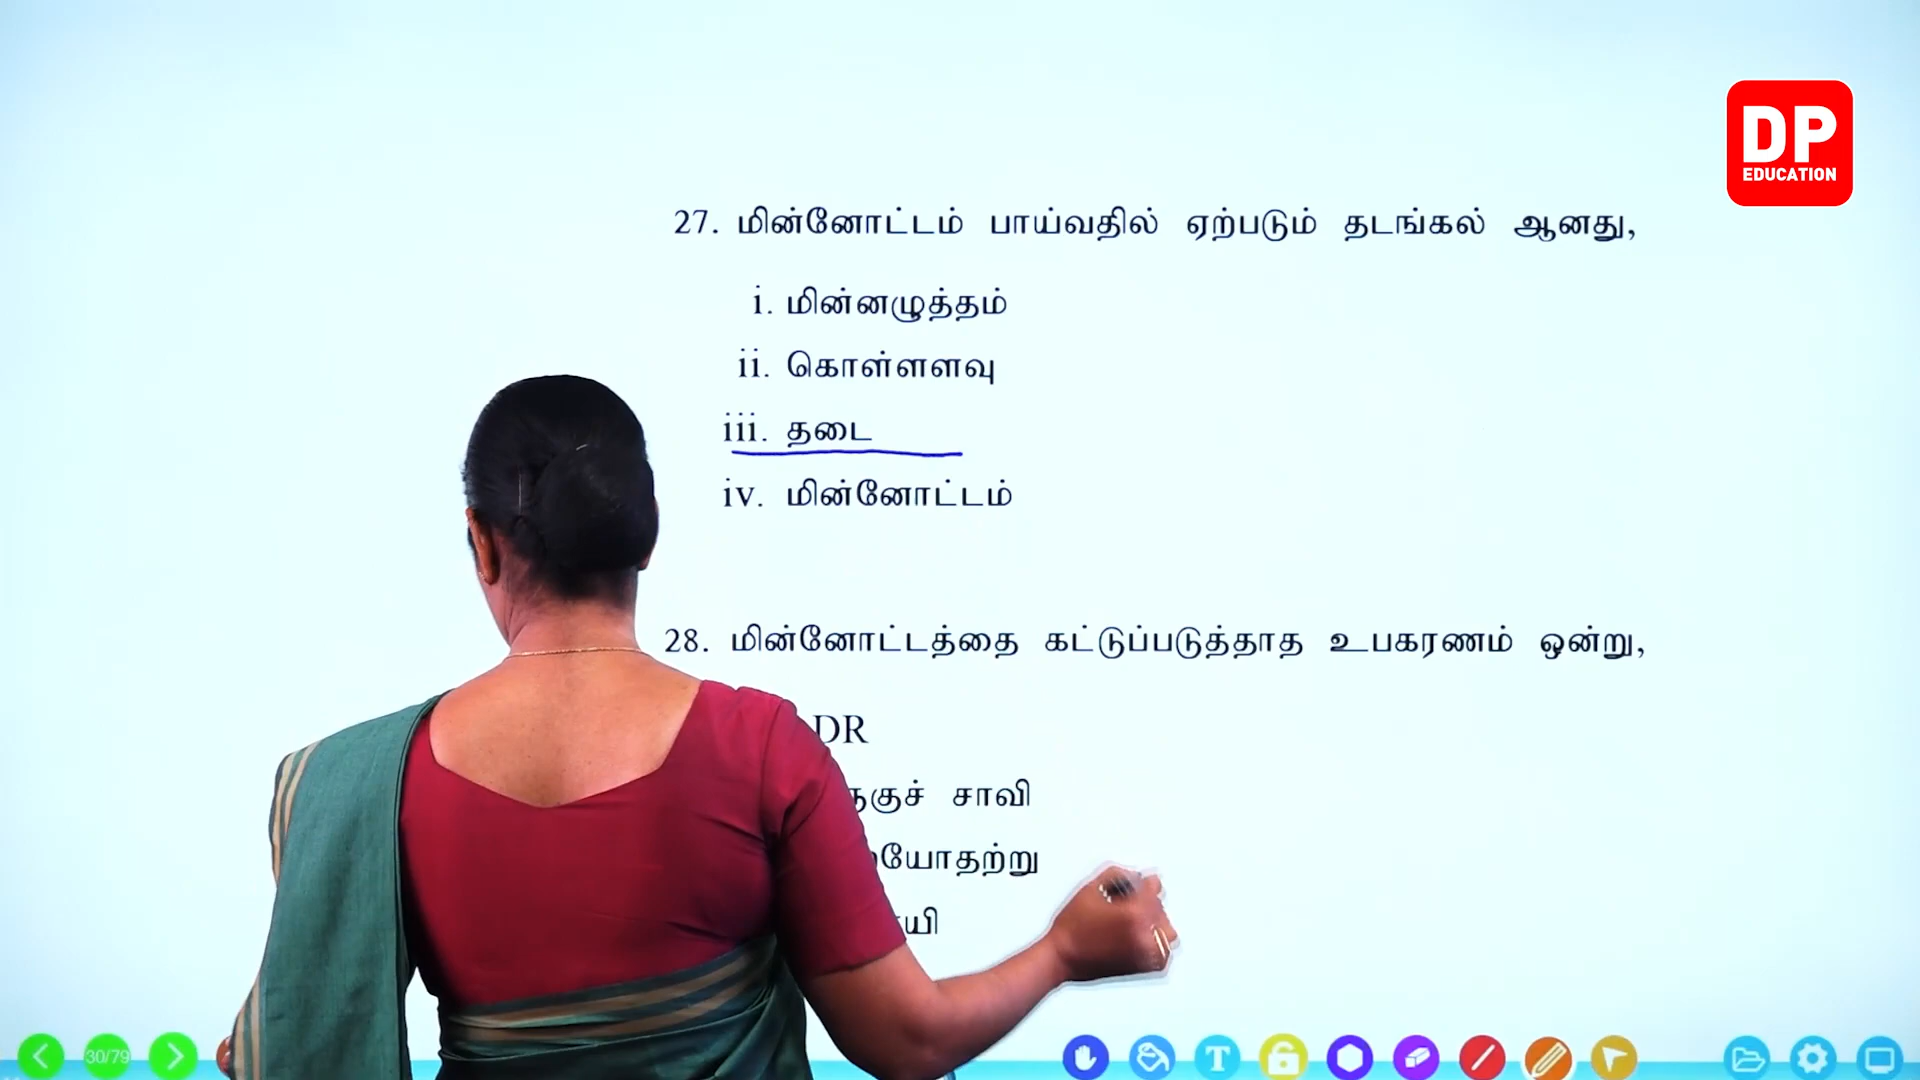 DP
EDUCATION
27. மின்னோட்டம் பாய்வதில் ஏற்படும் தடங்கல் ஆனது,
i. மின்னழுத்தம்
ii. கொள்ளளவு
iii. தடை
iv. மின்னோட்டம்
28. மின்னோட்டத்தை கட்டுப்படுத்தாத உபகரணம் ஒன்று,
DR
சாவி
30/79
T